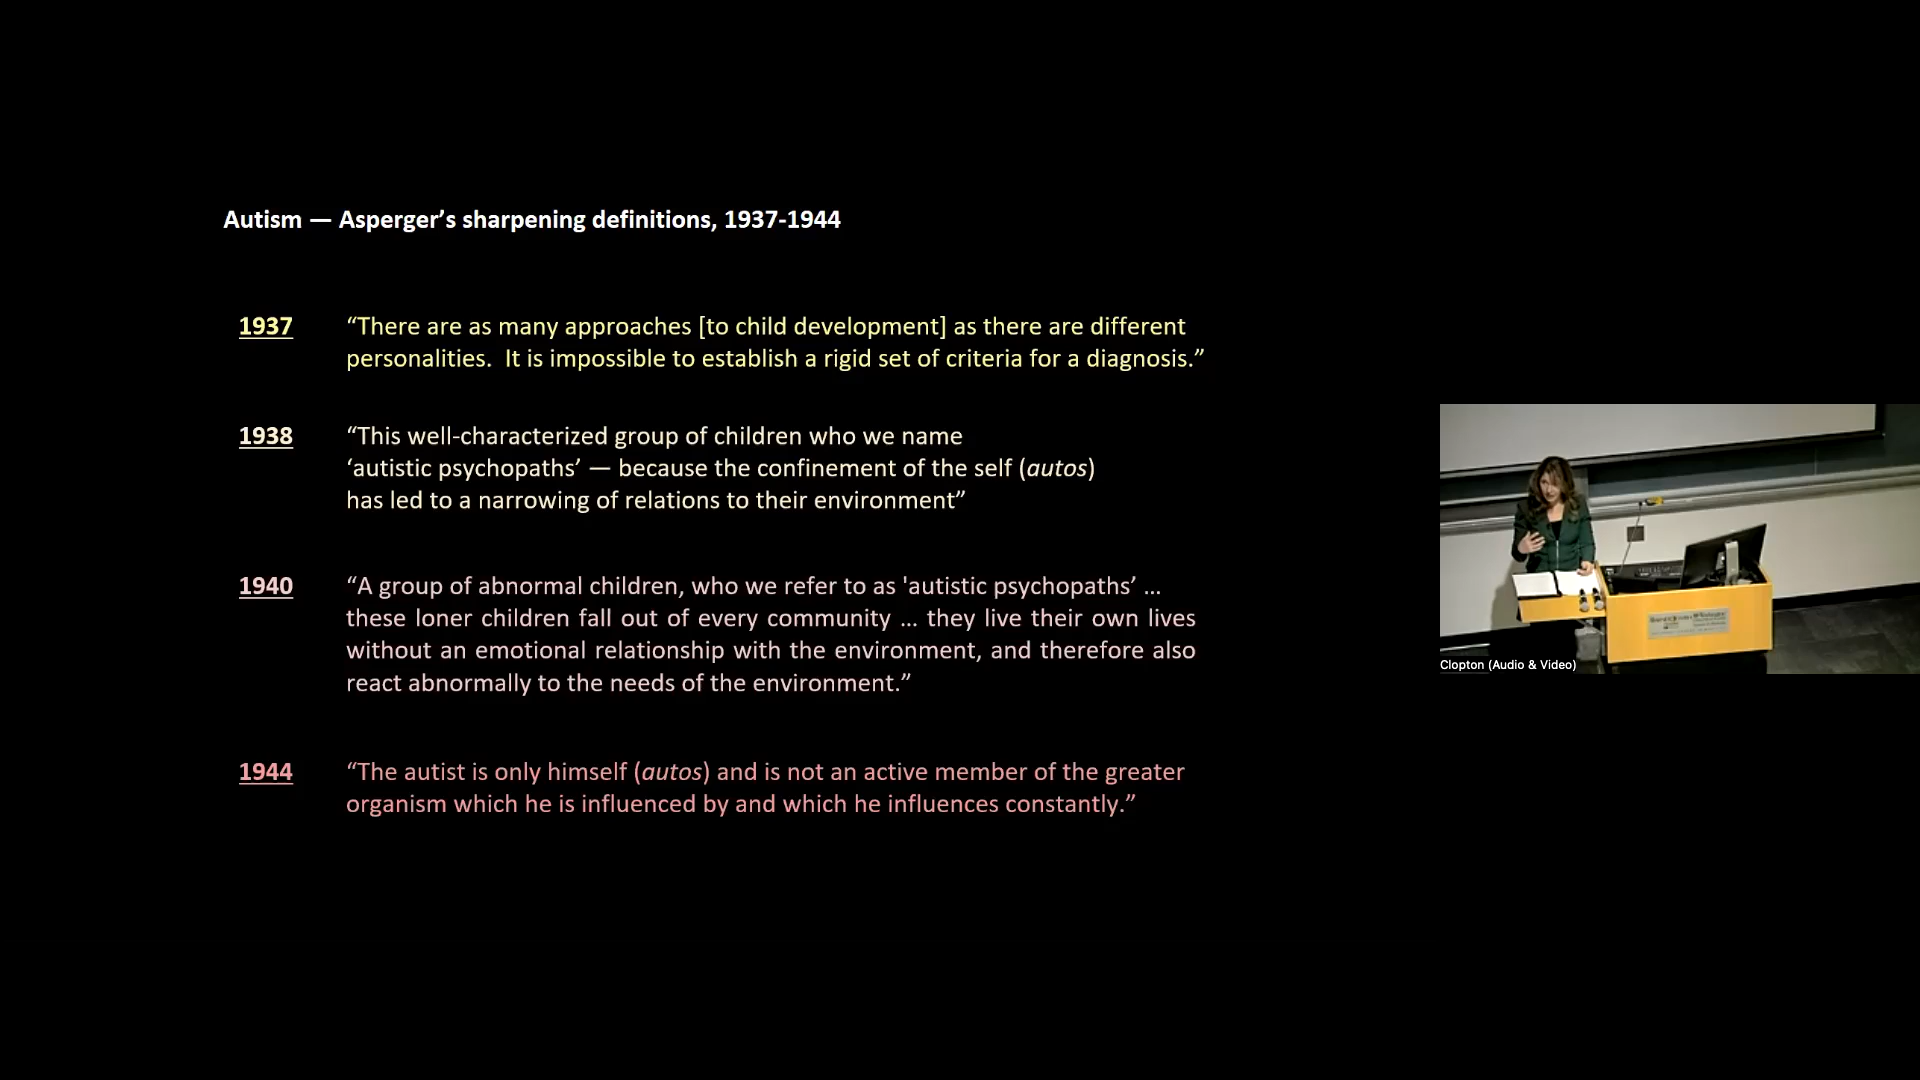 Autism — Asperger’s sharpening definitions, 1937-1944
1937
“There are as many approaches [to child development] as there are different
personalities.  It is impossible to establish a rigid set of criteria for a diagnosis.”
1938
“This well-characterized group of children who we name
‘autistic psychopaths’ — because the confinement of the self (autos)
has led to a narrowing of relations to their environment”
1940
“A group of abnormal children, who we refer to as 'autistic psychopaths’ ...
these loner children fall out of every community ... they live their own lives
without an emotional relationship with the environment, and therefore also
react abnormally to the needs of the environment.”
1944
“The autist is only himself (autos) and is not an active member of the greater
organism which he is influenced by and which he influences constantly.”
Clopton (Audio & Video)